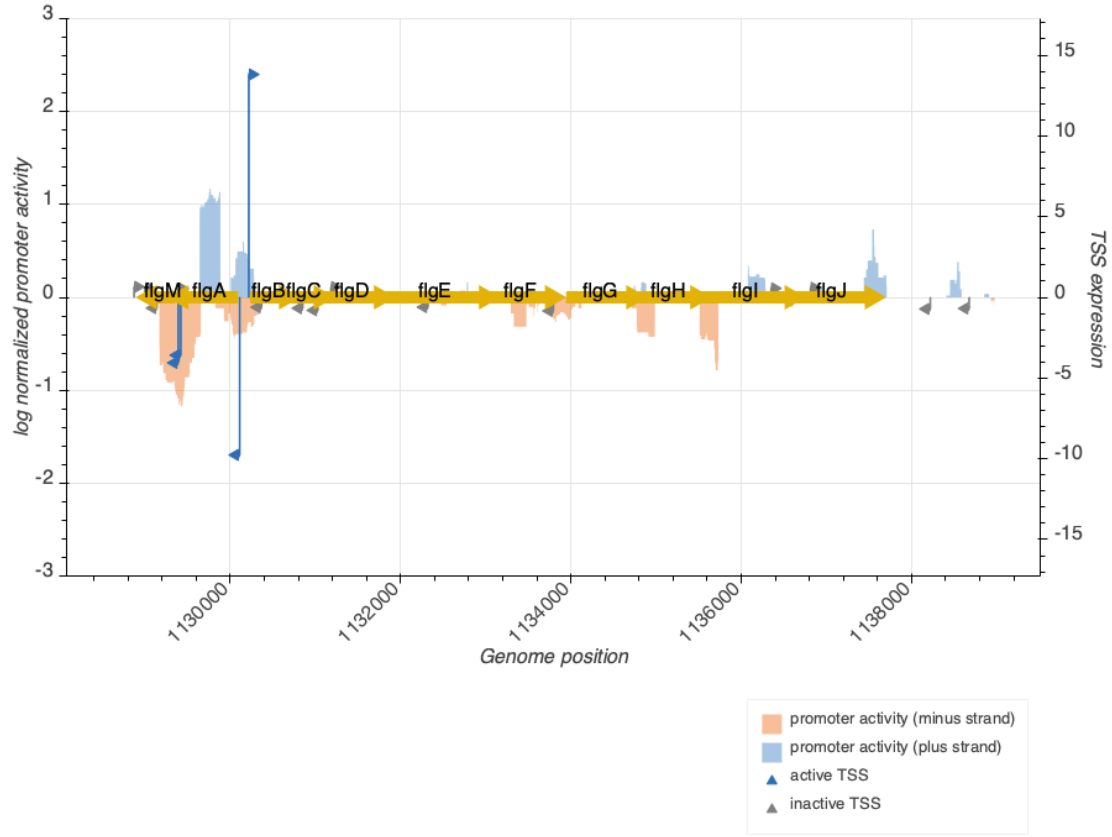 3
2
1
0
-1
-2
-3
log normalized promoter activity
15
10
5
0
-5
-10
-15
TSS expression
flgM flgA flgB flgC flgD flgE flgF flgG flgH flgI flgJ
1130000 1132000 1134000 1136000 1138000
Genome position
promoter activity (minus strand)
promoter activity (plus strand)
active TSS
inactive TSS